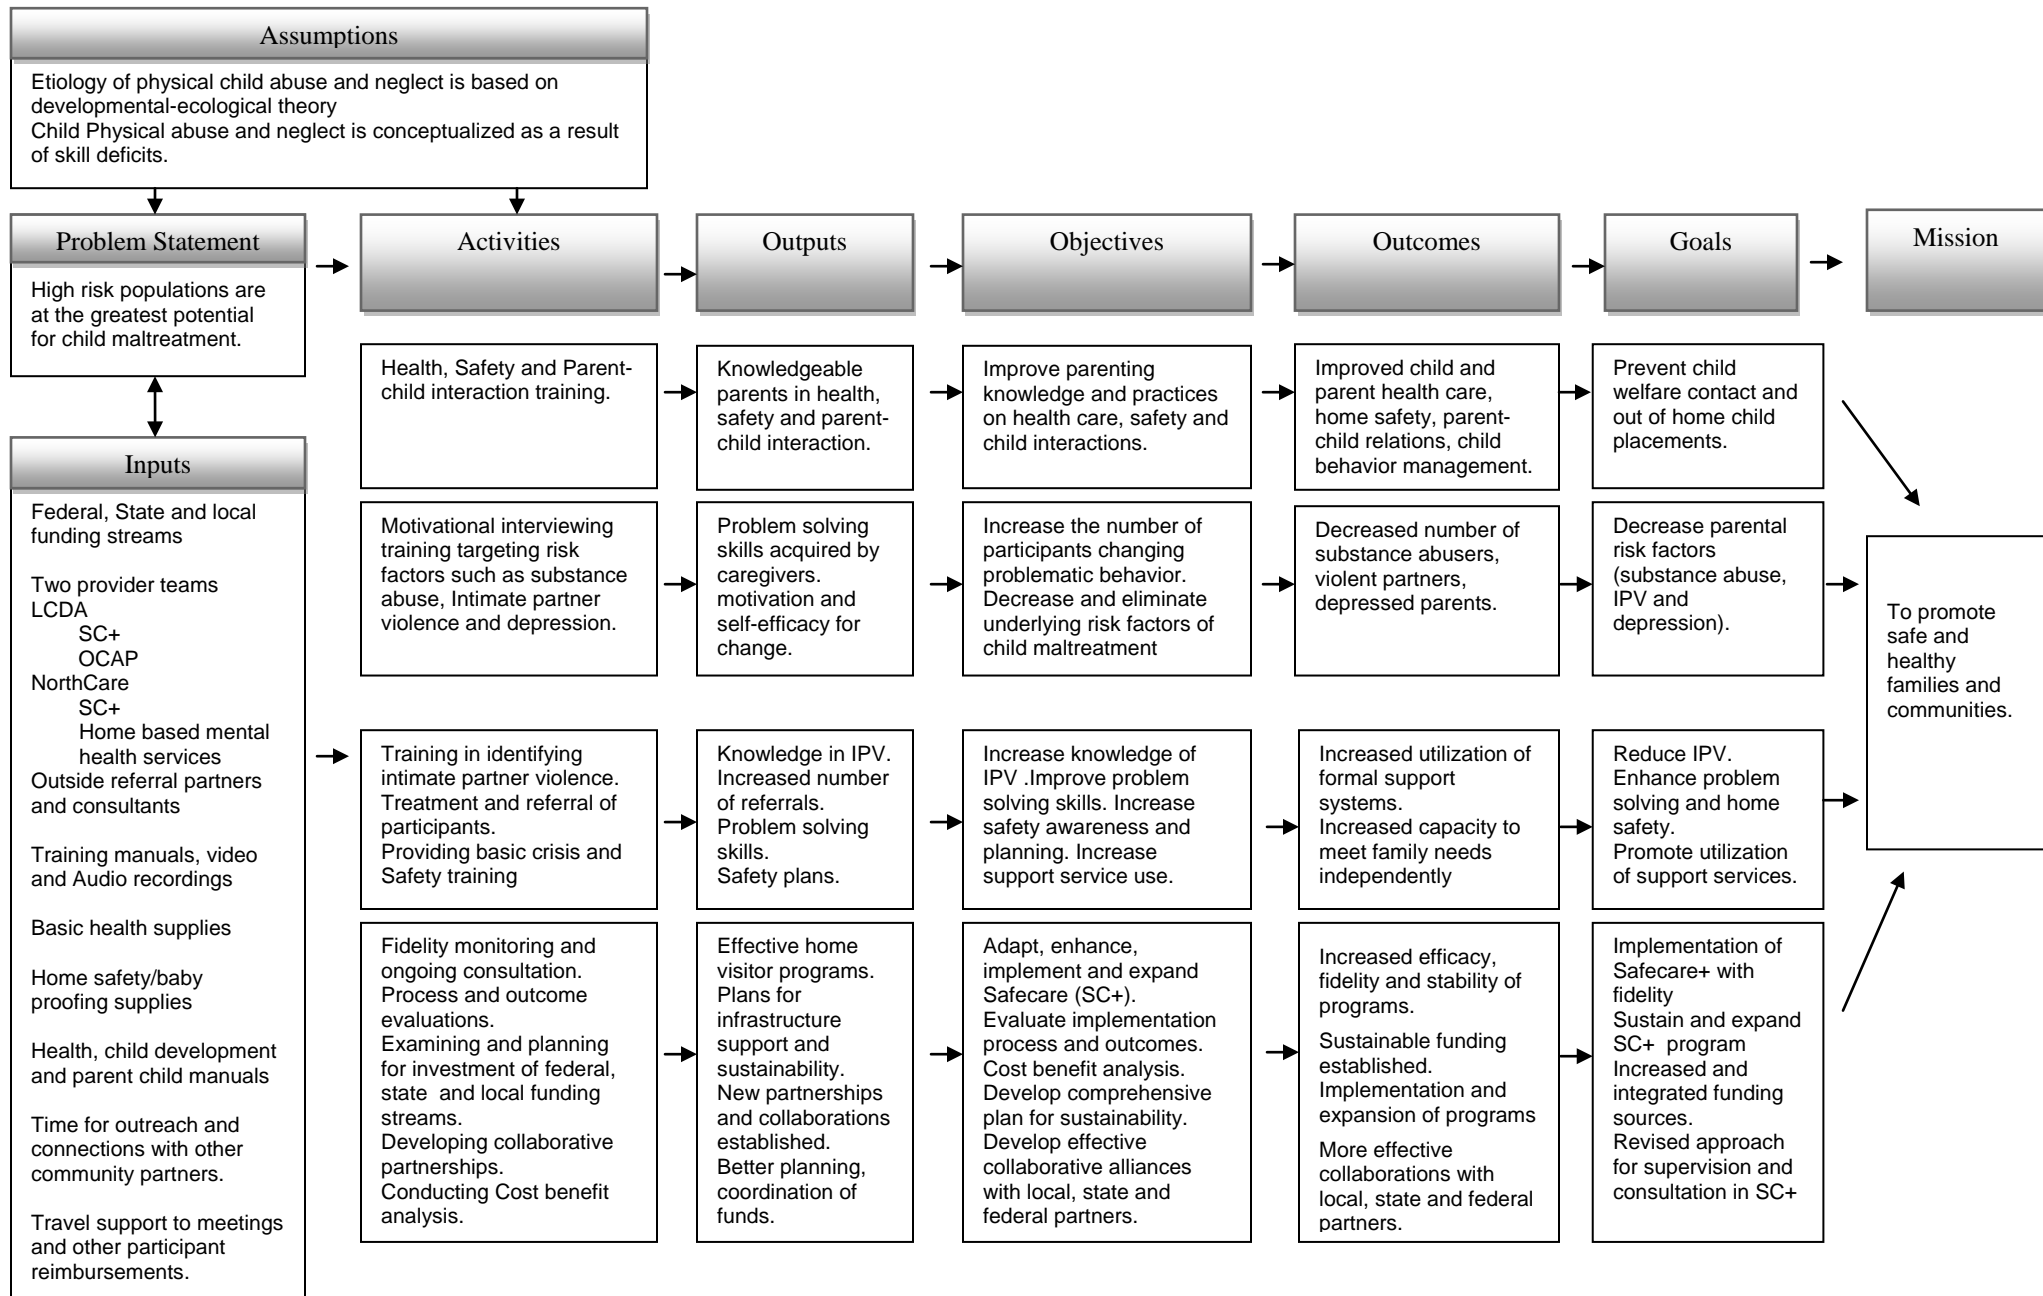 Assumptions
Etiology of physical child abuse and neglect is based on
developmental-ecological theory
Child Physical abuse and neglect is conceptualized as a result
of skill deficits.
Problem Statement
High risk populations are
at the greatest potential
for child maltreatment.
Inputs
Federal, State and local
funding streams
Two provider teams
LCDA
SC+
OCAP
NorthCare
SC+
Home based mental
health services
Outside referral partners
and consultants
Training manuals, video
and Audio recordings
Basic health supplies
Home safety/baby
proofing supplies
Health, child development
and parent child manuals
Time for outreach and
connections with other
community partners.
Travel support to meetings
and other participant
reimbursements.
Activities
Outputs
Objectives
Outcomes
Goals
Mission
Health, Safety and Parent-
child interaction training.
Knowledgeable
parents in health,
safety and parent-
child interaction.
Improve parenting
knowledge and practices
on health care, safety and
child interactions.
Improved child and
parent health care,
home safety, parent-
child relations, child
behavior management.
Prevent child
welfare contact and
out of home child
placements.
Motivational interviewing
training targeting risk
factors such as substance
abuse, Intimate partner
violence and depression.
Problem solving
skills acquired by
caregivers.
motivation and
self-efficacy for
change.
Increase the number of
participants changing
problematic behavior.
Decrease and eliminate
underlying risk factors of
child maltreatment
Decreased number of
substance abusers,
violent partners,
depressed parents.
Decrease parental
risk factors
(substance abuse,
IPV and
depression).
Training in identifying
intimate partner violence.
Treatment and referral of
participants.
Providing basic crisis and
Safety training
Knowledge in IPV.
Increased number
of referrals.
Problem solving
skills.
Safety plans.
Increase knowledge of
IPV .Improve problem
solving skills. Increase
safety awareness and
planning. Increase
support service use.
Increased utilization of
formal support
systems.
Increased capacity to
meet family needs
independently
Reduce IPV.
Enhance problem
solving and home
safety.
Promote utilization
of support services.
Fidelity monitoring and
ongoing consultation.
Process and outcome
evaluations.
Examining and planning
for investment of federal,
state  and local funding
streams.
Developing collaborative
partnerships.
Conducting Cost benefit
analysis.
Effective home
visitor programs.
Plans for
infrastructure
support and
sustainability.
New partnerships
and collaborations
established.
Better planning,
coordination of
funds.
Adapt, enhance,
implement and expand
Safecare (SC+).
Evaluate implementation
process and outcomes.
Cost benefit analysis.
Develop comprehensive
plan for sustainability.
Develop effective
collaborative alliances
with local, state and
federal partners.
Increased efficacy,
fidelity and stability of
programs.
Sustainable funding
established.
Implementation and
expansion of programs
More effective
collaborations with
local, state and federal
partners.
Implementation of
Safecare+ with
fidelity
Sustain and expand
SC+  program
Increased and
integrated funding
sources.
Revised approach
for supervision and
consultation in SC+
To promote
safe and
healthy
families and
communities.